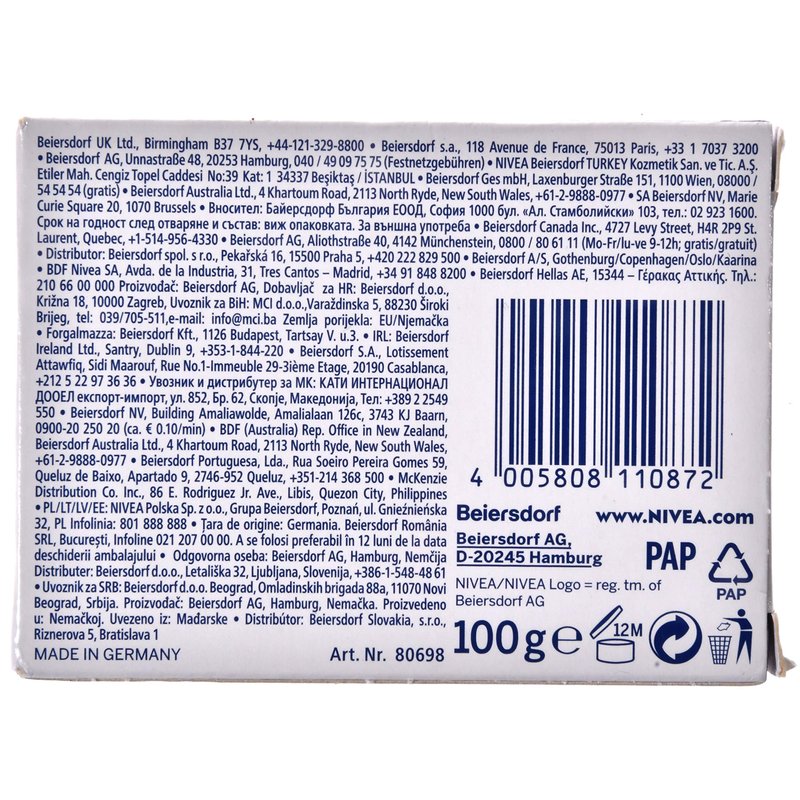 Beiersdorf UK Ltd., Birmingham B37 7YS, +44-121-329-8800 • Beiersdorf s.a., 118 Avenue de France, 75013 Paris, +33 1 7037 3200
• Beiersdorf AG, Unnastraße 48, 20253 Hamburg, 040 / 49 09 75 75 (Festnetzgebühren) • NIVEA Beiersdorf TURKEY Kozmetik San. ve Tic. A.Ş.
Etiler Mah. Cengiz Topel Caddesi No:39 Kat: 1 34337 Beşiktaş / İSTANBUL • Beiersdorf Ges mbH, Laxenburger Straße 151, 1100 Wien, 08000 /
54 54 54 (gratis) • Beiersdorf Australia Ltd., 4 Khartoum Road, 2113 North Ryde, New South Wales, +61-2-9888-0977 • SA Beiersdorf NV, Marie
Curie Square 20, 1070 Brussels • Вносител: Байерсдорф България ЕООД, София 1000 бул. "Ал. Стамболийски" 103, тел.: 02 923 1600.
Срок на годност след отваряне и състав: виж опаковката. За външна употреба • Beiersdorf Canada Inc., 4727 Levy Street, H4R 2P9 St.
Laurent, Quebec, +1-514-956-4330 • Beiersdorf AG, Aliothstraße 40, 4142 Münchenstein, 0800 / 80 61 11 (Mo-Fr/lu-ve 9-12h; gratis/gratuit)
• Distributor: Beiersdorf spol. s r.o., Pekařská 16, 15500 Praha 5, +420 222 829 500 • Beiersdorf A/S, Gothenburg/Copenhagen/Oslo/Kaarina
• BDF Nivea SA, Avda. de la Industria, 31, Tres Cantos – Madrid, +34 91 848 8200 • Beiersdorf Hellas AE, 15344 – Γέρακας Αττικής. Τηλ.:
210 66 00 000 Proizvođač: Beiersdorf AG, Dobavljač za HR: Beiersdorf d.o.o.,
Križna 18, 10000 Zagreb, Uvoznik za BiH: MCI d.o.o.,Varaždinska 5, 88230 Široki
Brijeg, tel: 039/705-511,e-mail: info@mci.ba Zemlja porijekla: EU/Njemačka
• Forgalmazza: Beiersdorf Kft., 1126 Budapest, Tartsay V. u.3. • IRL: Beiersdorf
Ireland Ltd., Santry, Dublin 9, +353-1-844-220 • Beiersdorf S.A., Lotissement
Attawfiq, Sidi Maarouf, Rue No.1-Immeuble 29-3ième Etage, 20190 Casablanca,
+212 5 22 97 36 36 • Увозник и дистрибутер за МК: КАТИ ИНТЕРНАЦИОНАЛ
ДООЕЛ експорт-импорт, ул. 852, Бр. 62, Скопје, Македонија, Тел: +389 2 2549
550 • Beiersdorf NV, Building Amaliawolde, Amalialaan 126c, 3743 KJ Baarn,
0900-20 250 20 (ca. € 0.10/min) • BDF (Australia) Rep. Office in New Zealand,
Beiersdorf Australia Ltd., 4 Khartoum Road, 2113 North Ryde, New South Wales,
+61-2-9888-0977 • Beiersdorf Portuguesa, Lda., Rua Soeiro Pereira Gomes 59,
Queluz de Baixo, Apartado 9, 2746-952 Queluz, +351-214 368 500 • McKenzie
Distribution Co. Inc., 86 E. Rodriguez Jr. Ave., Libis, Quezon City, Philippines
• PL/LT/LV/EE: NIVEA Polska Sp. z o.o., Grupa Beiersdorf, Poznań, ul. Gnieźnieńska
32, PL Infolinia: 801 888 888 • Țara de origine: Germania. Beiersdorf România
SRL, București, Infoline 021 207 00 00. A se folosi preferabil în 12 luni de la data
deschiderii ambalajului • Odgovorna oseba: Beiersdorf AG, Hamburg, Nemčija
Distributer: Beiersdorf d.o.o., Letališka 32, Ljubljana, Slovenija, +386-1-548-48 61
• Uvoznik za SRB: Beiersdorf d.o.o. Beograd, Omladinskih brigada 88a, 11070 Novi
Beograd, Srbija. Proizvođač: Beiersdorf AG, Hamburg, Nemačka. Proizvedeno
u: Nemačkoj. Uvezeno iz: Mađarske • Distribútor: Beiersdorf Slovakia, s.r.o.,
Riznerova 5, Bratislava 1
MADE IN GERMANY
Art. Nr. 80698
4 005808 110872
Beiersdorf
www.NIVEA.com
Beiersdorf AG,
D-20245 Hamburg
PAP
PAP
NIVEA/NIVEA Logo = reg. tm. of
Beiersdorf AG
100g℮
12M